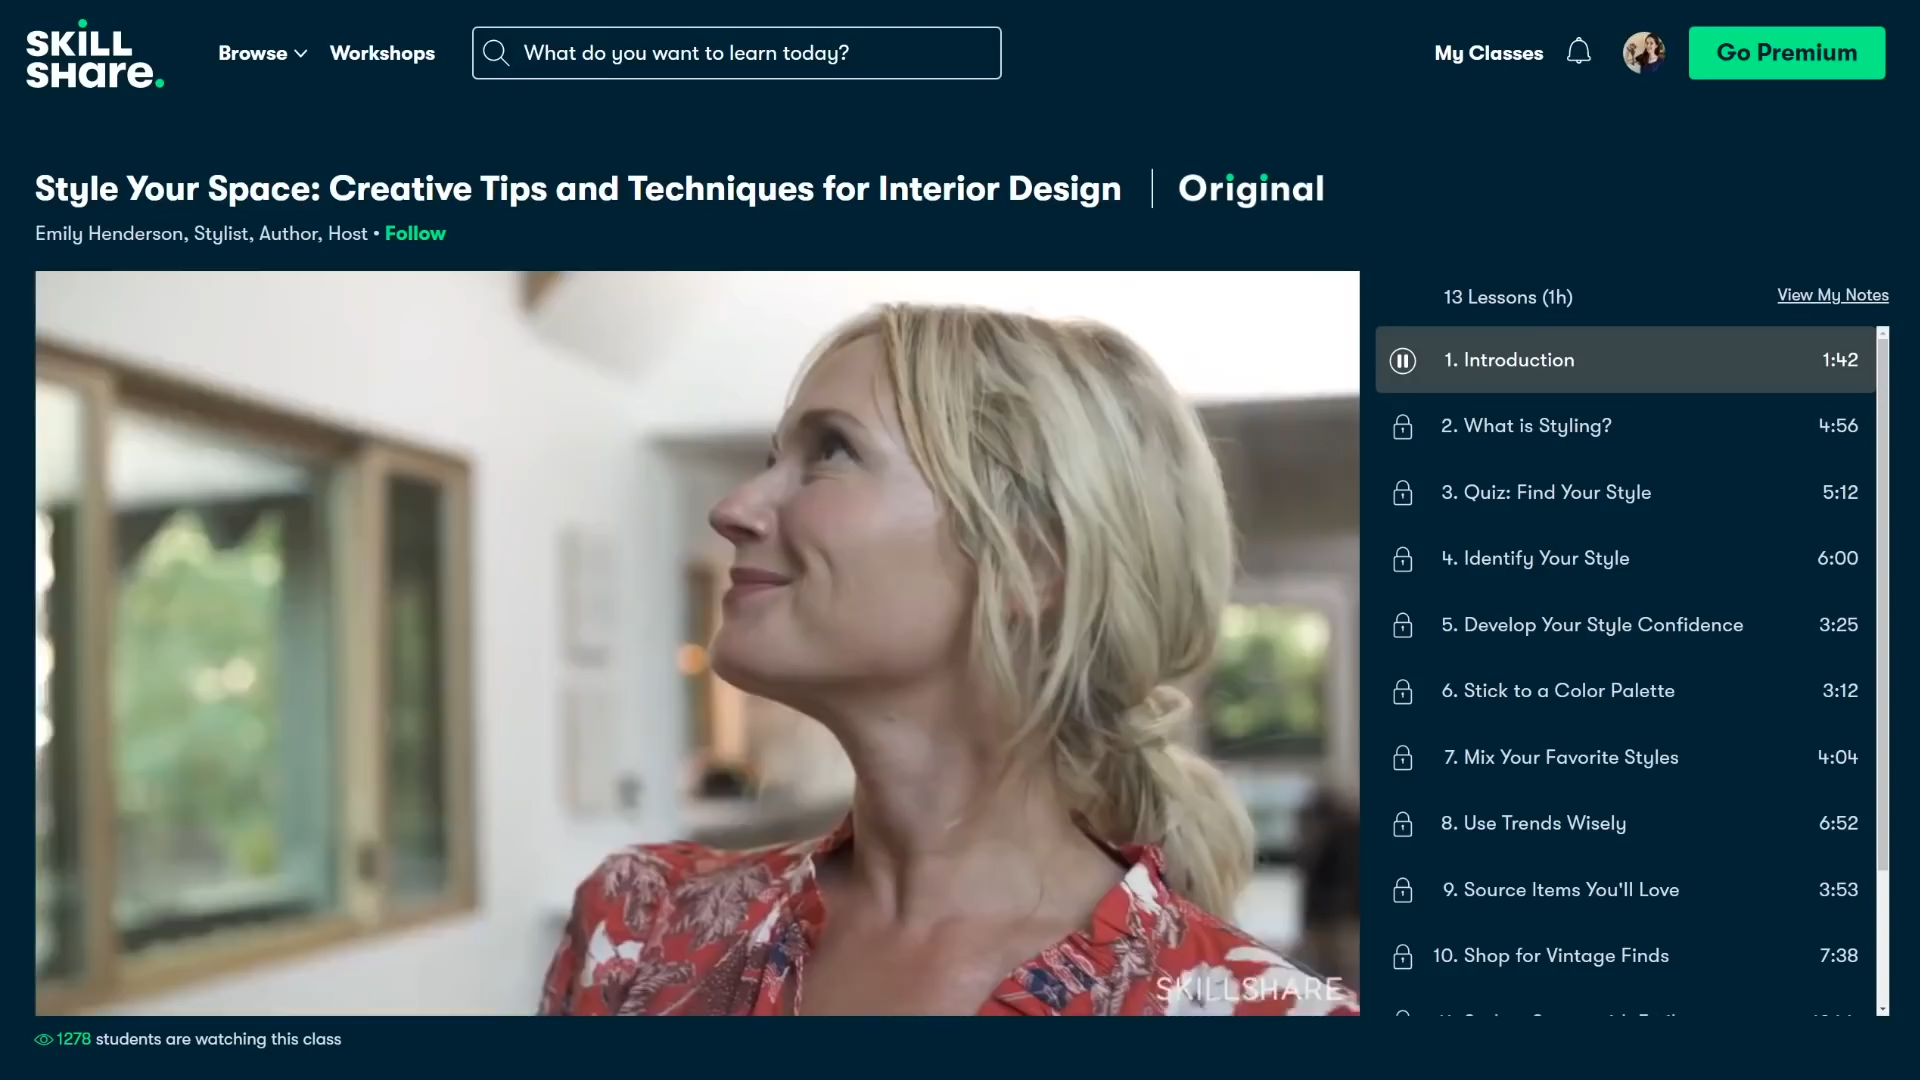 SKILL
SHare.
Browse
Workshops
What do you want to learn today?
My Classes
Go Premium
Style Your Space: Creative Tips and Techniques for Interior Design
Original
Emily Henderson, Stylist, Author, Host • Follow
13 Lessons (1h)
View My Notes
1. Introduction 1:42
2. What is Styling? 4:56
3. Quiz: Find Your Style 5:12
4. Identify Your Style 6:00
5. Develop Your Style Confidence 3:25
6. Stick to a Color Palette 3:12
7. Mix Your Favorite Styles 4:04
8. Use Trends Wisely 6:52
9. Source Items You'll Love 3:53
10. Shop for Vintage Finds 7:38
SKILLSHARE
1278 students are watching this class